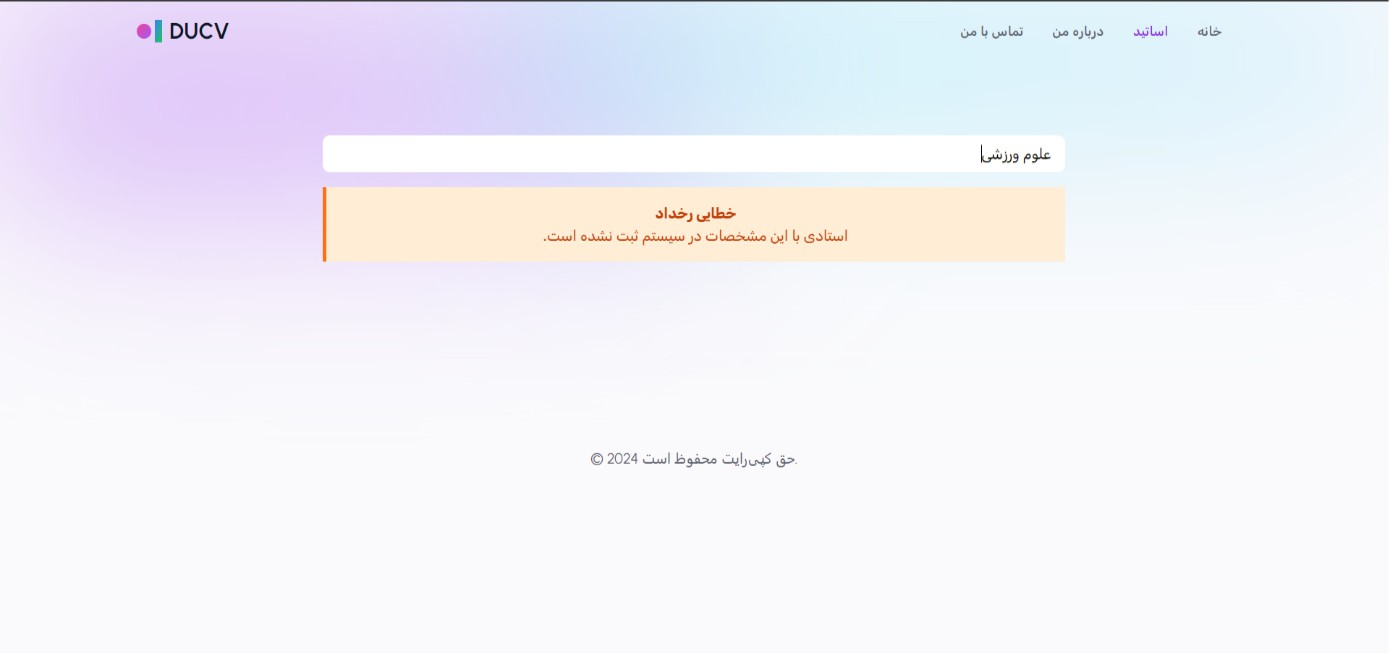 DUCV
خانه اساتید درباره من تماس با من
علوم ورزشی
خطایی رخداد
استادی با این مشخصات در سیستم ثبت نشده است.
© 2024 حق کپی‌رایت محفوظ است.